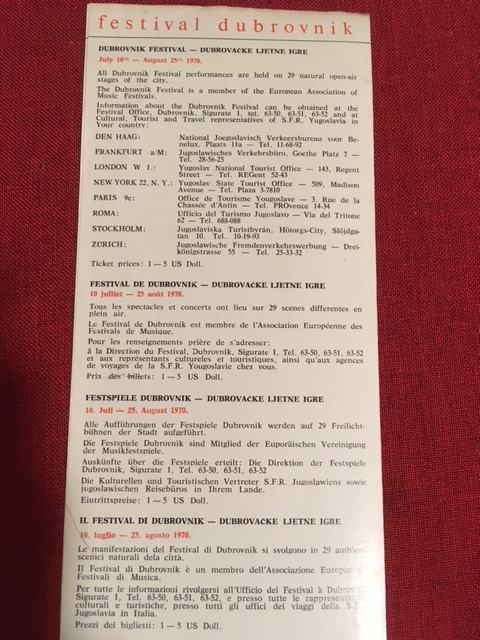 festival dubrovnik
DUBROVNIK FESTIVAL — DUBROVACKE LJETNE IGRE
July 10th — August 25th 1970.
All Dubrovnik Festival performances are held on 29 natural open-air
stages of the city.
The Dubrovnik Festival is a member of the European Association of
Music Festivals.
Information about the Dubrovnik Festival can be obtained at the
Festival Office, Dubrovnik, Sigurate 1, tel. 63-50, 63-51, 63-52 and at
Cultural, Tourist and Travel representatives of S.F.R. Yugoslavia in
Your country:
DEN HAAG: National Joegoslavisch Verkeersbureau voor Be-
nelux, Plaats 11a — Tel. 11-68-92
FRANKFURT a/M: Jugoslawisches Verkehrsbüro, Goethe Platz 7 —
Tel. 28-56-25
LONDON W 1.: Yugoslav National Tourist Office — 143, Regent
Street — Tel. REGent 52-43
NEW YORK 22, N. Y.: Yugoslav State Tourist Office — 509, Madison
Avenue — Tel. Plaza 3-7810
PARIS 9e: Office de Tourisme Yougoslave — 3, Rue de la
Chassée d'Antin — Tel. PROvence 14-34
ROMA: Ufficio del Turismo Jugoslavo — Via del Tritone
62 — Tel. 688-088
STOCKHOLM: Jugoslaviska Turistbyrån, Hötorgs-City, Slöjdga-
tan 10, Tel. 10-19-93
ZURICH: Jugoslawische Fremdenverkehrswerbung — Drei-
königstrasse 55 — Tel. 25-33-32
Ticket prices: 1 — 5 US Doll.
FESTIVAL DE DUBROVNIK — DUBROVACKE LJETNE IGRE
10 julliet — 25 août 1970.
Tous les spectacles et concerts ont lieu sur 29 scenes differentes en
plein air.
Le Festival de Dubrovnik est membre de l'Association Européenne des
Festivals de Musique.
Pour les renseignements prière de s'adresser:
á la Direction du Festival, Dubrovnik, Sigurate 1, Tel. 63-50, 63-51, 63-52
et aux représentants culturels et touristiques, ainsi qu'aux agences
de voyages de la S.F.R. Yougoslavie chez vous.
Prix des billets: 1 — 5 US Doll.
FESTSPIELE DUBROVNIK — DUBROVACKE LJETNE IGRE
10. Juli — 25. August 1970.
Alle Aufführungen der Festspiele Dubrovnik werden auf 29 Freilicht-
bühnen der Stadt aufgeführt.
Die Festspiele Dubrovnik sind Mitglied der Euporäischen Vereinigung
der Musikfestspiele.
Auskünfte über die Festspiele erteilt: Die Direktion der Festspiele
Dubrovnik, Sigurate 1, Tel. 63-50, 63-51, 63-52
Die Kulturellen und Touristischen Vertreter S.F.R. Jugoslawiens sowie
jugoslawischen Reisebüros in Ihrem Lande.
Eintrittspreise: 1 — 5 US Doll.
IL FESTIVAL DI DUBROVNIK — DUBROVACKE LJETNE IGRE
10. luglio — 25. agosto 1970.
Le manifestazioni del Festival di Dubrovnik si svolgono in 29
scenici naturali dela città.
Il Festival di Dubrovnik è un membro dell'Associazione
Festivali di Musica.
Per tutte le informazioni rivolgersi all'Ufficio del Festival à
Sigurate 1, Tel. 63-50, 63-51, 63-52, e presso tutte le
culturali e turistiche, presso tutti gli uffici dei viaggi della
Jugoslavia in Italia.
Prezzi dei biglietti: 1 — 5 US Doll.